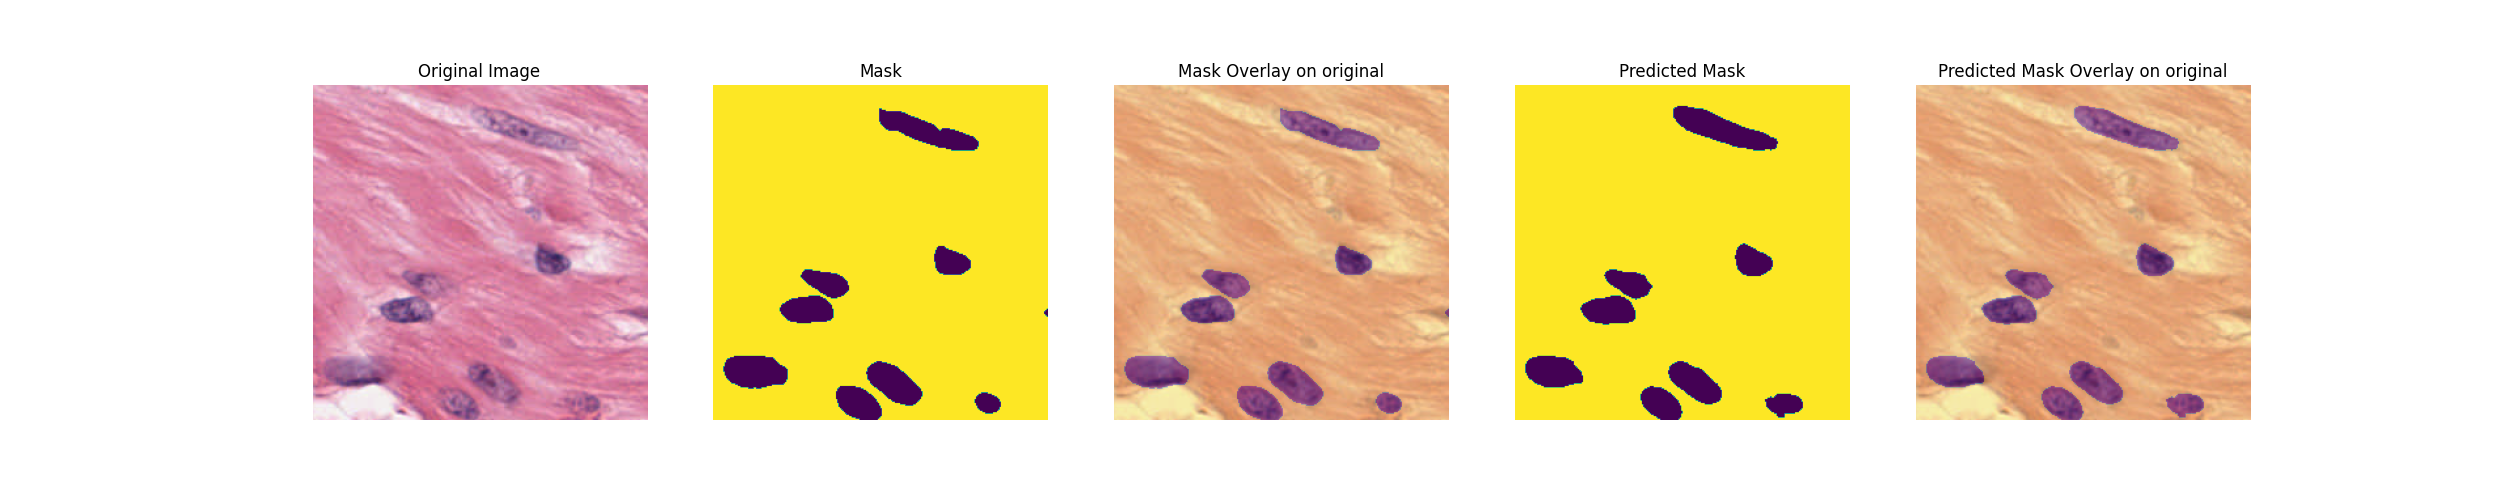 Original Image
Mask
Mask Overlay on original
Predicted Mask
Predicted Mask Overlay on original